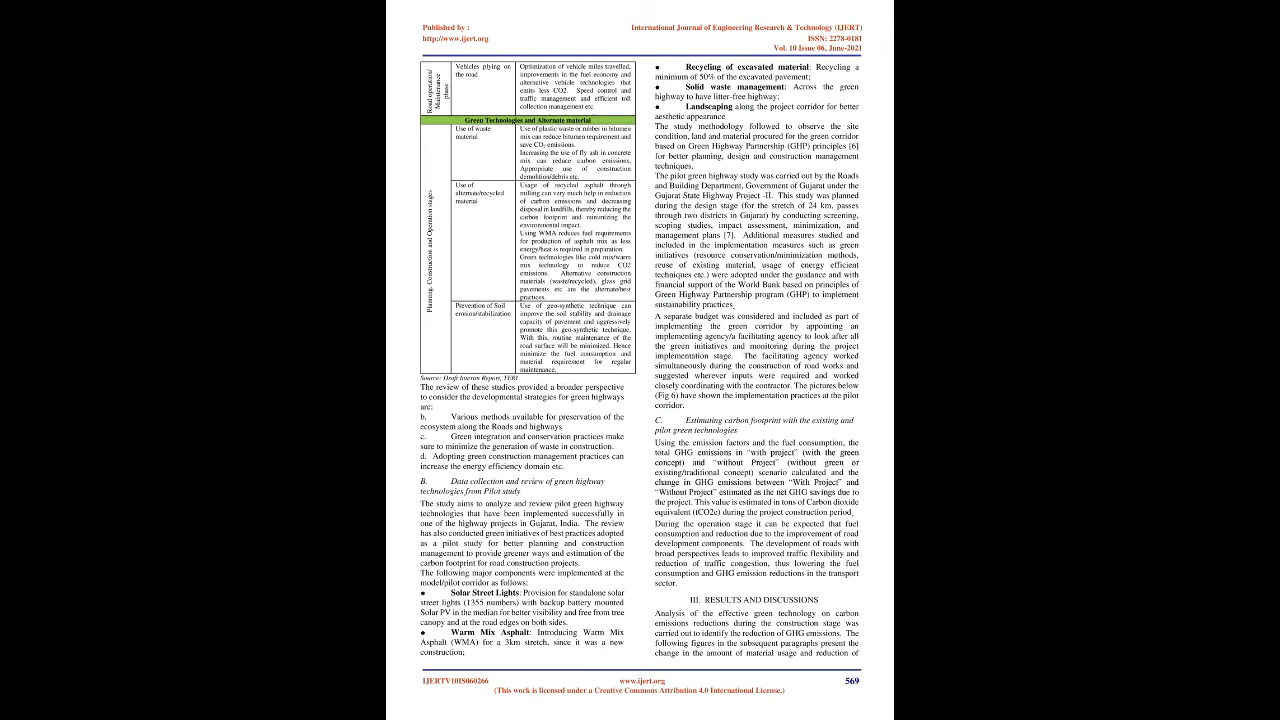 Published by :
http://www.ijert.org
International Journal of Engineering Research & Technology (IJERT)
ISSN: 2278-0181
Vol. 10 Issue 06, June-2021
Road operation/
Maintenance
phase
Vehicles plying on
the road
Optimization of vehicle miles travelled,
improvements in the fuel economy and
alternative vehicle technologies that
emits less CO2. Speed control and
traffic management and efficient toll
collection management etc.
Green Technologies and Alternate material
Planning, Construction and Operation stages
Use of waste
material
Use of plastic waste or rubber in bitumen
mix can reduce bitumen requirement and
save CO₂ emissions.
Increasing the use of fly ash in concrete
mix can reduce carbon emissions.
Appropriate use of construction
demolition/debris etc.
Use of
alternate/recycled
material
Usage of recycled asphalt through
milling can very much help in reduction
of carbon emissions and decreasing
disposal in landfills, thereby reducing the
carbon footprint and minimizing the
environmental impact.
Using WMA reduces fuel requirements
for production of asphalt mix as less
energy/heat is required in preparation.
Green technologies like cold mix/warm
mix technology to reduce CO2
emissions. Alternative construction
materials (waste/recycled), glass grid
pavements etc are the alternate/best
practices.
Prevention of Soil
erosion/stabilization
Use of geo-synthetic technique can
improve the soil stability and drainage
capacity of pavement and aggressively
promote this geo-synthetic technique.
With this, routine maintenance of the
road surface will be minimized. Hence
minimize the fuel consumption and
material requirement for regular
maintenance.
Source: Draft Interim Report, TERI
The review of these studies provided a broader perspective
to consider the developmental strategies for green highways
are:
b. Various methods available for preservation of the
ecosystem along the Roads and highways
c. Green integration and conservation practices make
sure to minimize the generation of waste in construction.
d. Adopting green construction management practices can
increase the energy efficiency domain etc.
B. Data collection and review of green highway
technologies from Pilot study
The study aims to analyze and review pilot green highway
technologies that have been implemented successfully in
one of the highway projects in Gujarat, India. The review
has also conducted green initiatives of best practices adopted
as a pilot study for better planning and construction
management to provide greener ways and estimation of the
carbon footprint for road construction projects.
The following major components were implemented at the
model/pilot corridor as follows:
● Solar Street Lights: Provision for standalone solar
street lights (1355 numbers) with backup battery mounted
Solar PV in the median for better visibility and free from tree
canopy and at the road edges on both sides.
● Warm Mix Asphalt: Introducing Warm Mix
Asphalt (WMA) for a 3km stretch, since it was a new
construction;
● Recycling of excavated material: Recycling a
minimum of 50% of the excavated pavement;
● Solid waste management: Across the green
highway to have litter-free highway;
● Landscaping along the project corridor for better
aesthetic appearance
The study methodology followed to observe the site
condition, land and material procured for the green corridor
based on Green Highway Partnership (GHP) principles [6]
for better planning, design and construction management
techniques.
The pilot green highway study was carried out by the Roads
and Building Department, Government of Gujarat under the
Gujarat State Highway Project -II. This study was planned
during the design stage (for the stretch of 24 km, passes
through two districts in Gujarat) by conducting screening,
scoping studies, impact assessment, minimization, and
management plans [7]. Additional measures studied and
included in the implementation measures such as green
initiatives (resource conservation/minimization methods,
reuse of existing material, usage of energy efficient
techniques etc.) were adopted under the guidance and with
financial support of the World Bank based on principles of
Green Highway Partnership program (GHP) to implement
sustainability practices.
A separate budget was considered and included as part of
implementing the green corridor by appointing an
implementing agency/a facilitating agency to look after all
the green initiatives and monitoring during the project
implementation stage. The facilitating agency worked
simultaneously during the construction of road works and
suggested wherever inputs were required and worked
closely coordinating with the contractor. The pictures below
(Fig 6) have shown the implementation practices at the pilot
corridor.
C. Estimating carbon footprint with the existing and
pilot green technologies
Using the emission factors and the fuel consumption, the
total GHG emissions in "with project" (with the green
concept) and "without Project" (without green or
existing/traditional concept) scenario calculated and the
change in GHG emissions between "With Project" and
"Without Project" estimated as the net GHG savings due to
the project. This value is estimated in tons of Carbon dioxide
equivalent (tCO2e) during the project construction period.
During the operation stage it can be expected that fuel
consumption and reduction due to the improvement of road
development components. The development of roads with
broad perspectives leads to improved traffic flexibility and
reduction of traffic congestion, thus lowering the fuel
consumption and GHG emission reductions in the transport
sector.
III. RESULTS AND DISCUSSIONS
Analysis of the effective green technology on carbon
emissions reductions during the construction stage was
carried out to identify the reduction of GHG emissions. The
following figures in the subsequent paragraphs present the
change in the amount of material usage and reduction of
IJERTV10IS060266
www.ijert.org
569
(This work is licensed under a Creative Commons Attribution 4.0 International License.)